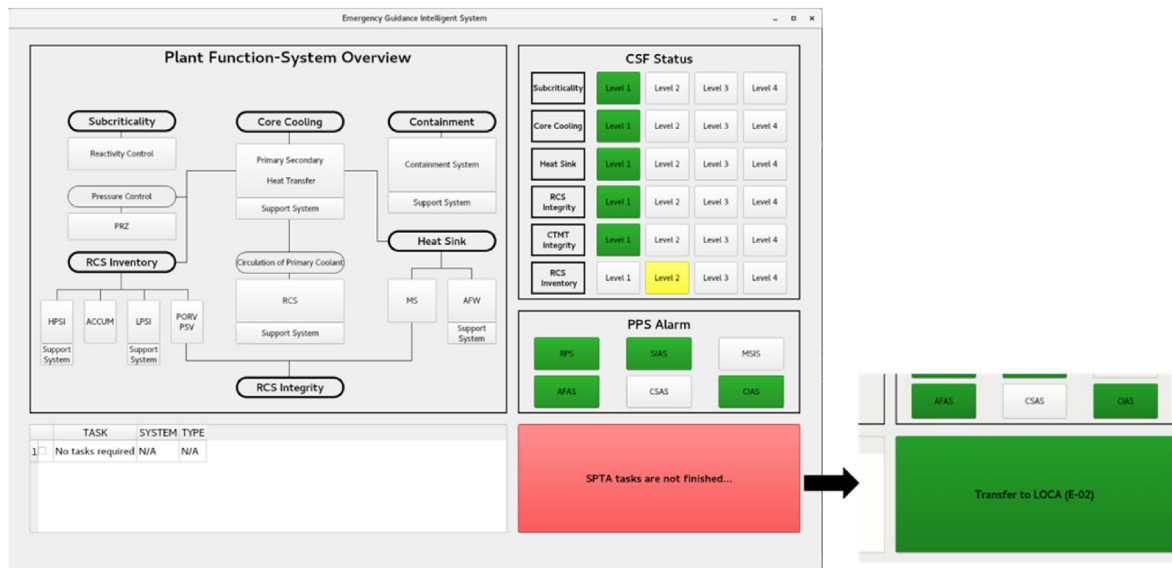 Emergency Guidance Intelligent System
Plant Function-System Overview
Subcriticality
Core Cooling
Containment
Reactivity Control
Primary Secondary
Heat Transfer
Containment System
Support System
Support System
Pressure Control
PRZ
RCS Inventory
Circulation of Primary Coolant
Heat Sink
HPSI
ACCUM
LPSI
PORV
PSV
RCS
MS
AFW
Support
System
Support
System
Support System
Support
System
RCS Integrity
CSF Status
Subcriticality Level 1 Level 2 Level 3 Level 4
Core Cooling Level 1 Level 2 Level 3 Level 4
Heat Sink Level 1 Level 2 Level 3 Level 4
RCS
Integrity Level 1 Level 2 Level 3 Level 4
CTMT
Integrity Level 1 Level 2 Level 3 Level 4
RCS
Inventory Level 1 Level 2 Level 3 Level 4
PPS Alarm
RPS SIAS MSIS
AFAS CSAS CIAS
TASK SYSTEM TYPE
1 No tasks required N/A N/A
SPTA tasks are not finished...
AFAS CSAS CIAS
Transfer to LOCA (E-02)